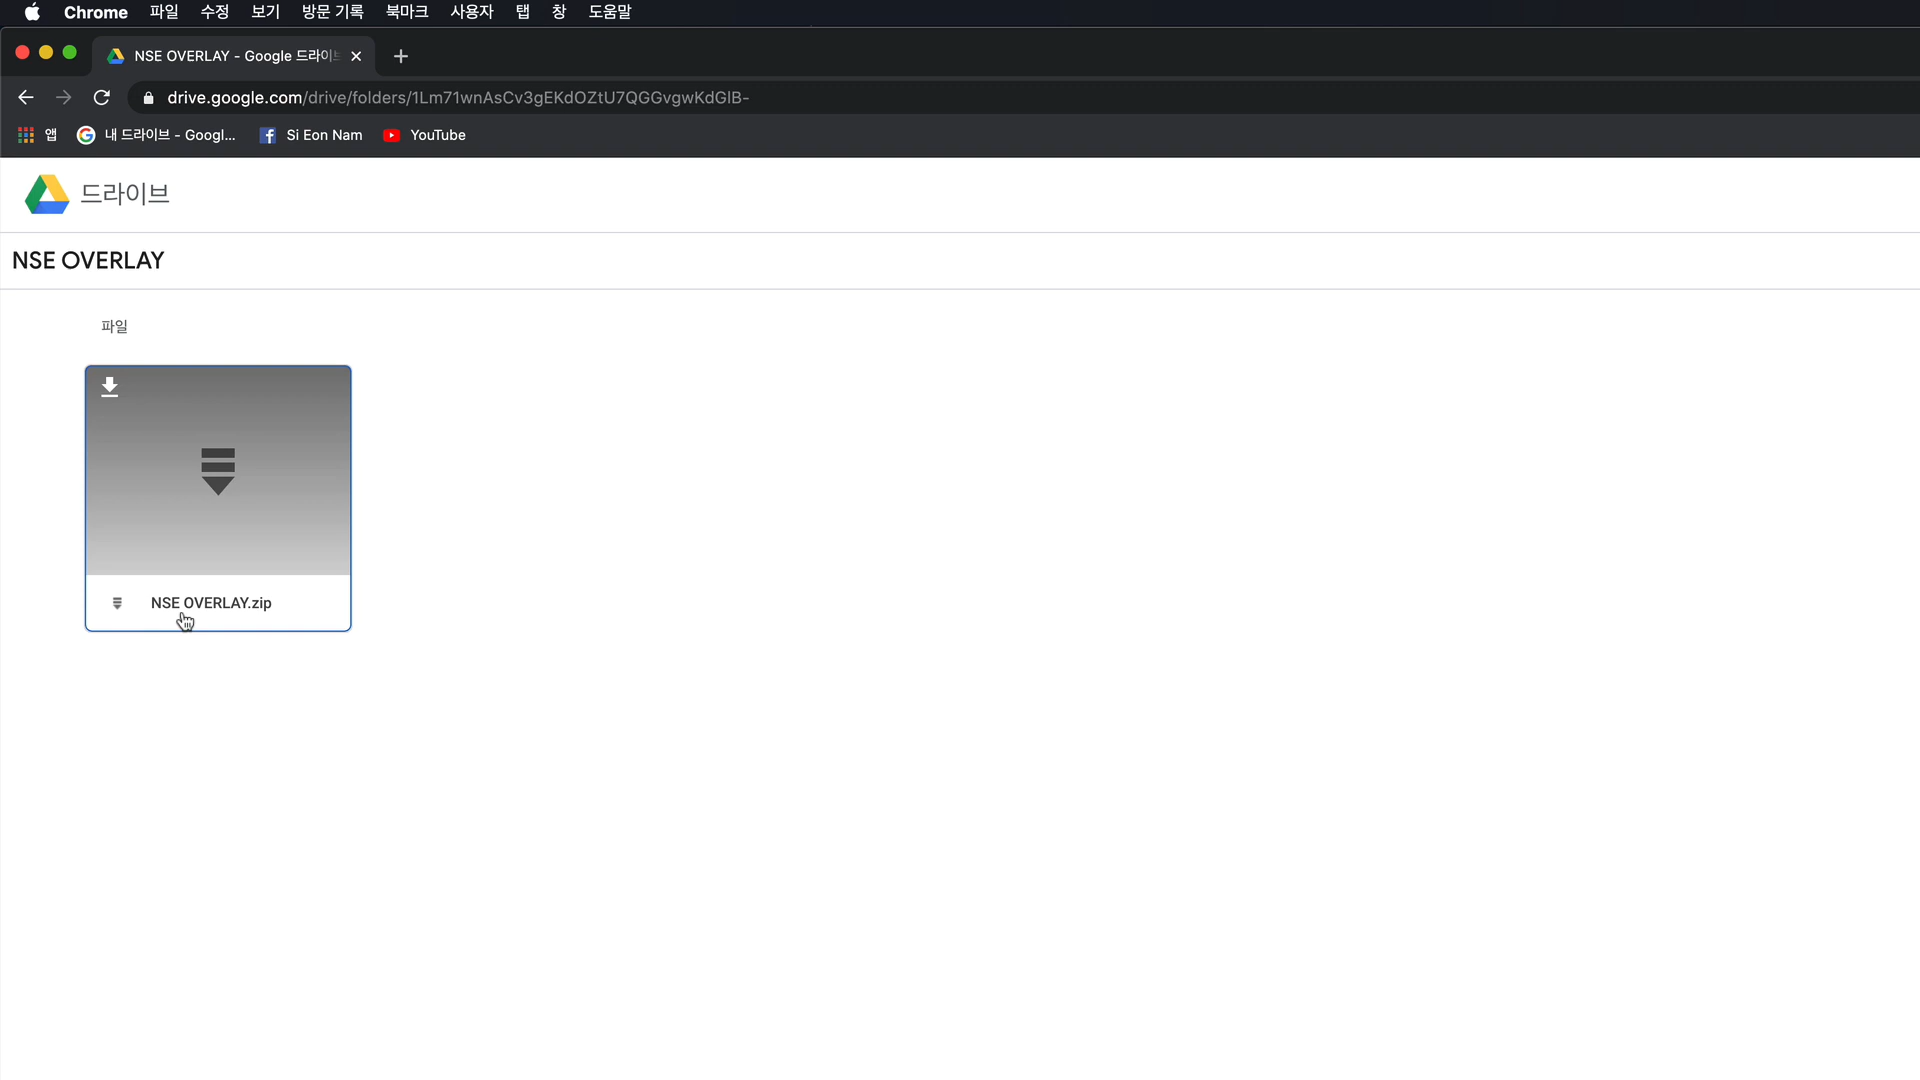 Chrome 파일 수정 보기 방문 기록 북마크 사용자 탭 창 도움말
NSE OVERLAY - Google 드라이브
drive.google.com/drive/folders/1Lm71wnAsCv3gEKdOZtU7QGGvgwKdGlB-
앱 내 드라이브 - Googl... Si Eon Nam YouTube
드라이브
NSE OVERLAY
파일
NSE OVERLAY.zip